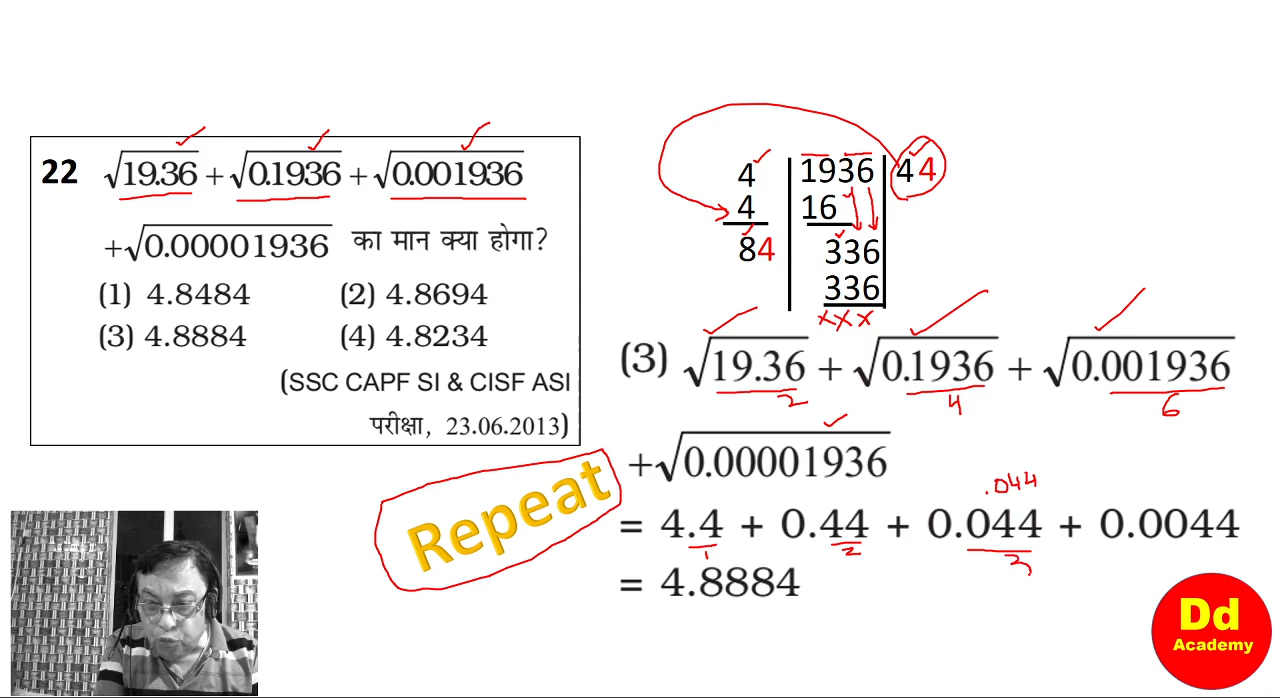 22 √19.36 + √0.1936 + √0.001936
+√0.00001936 का मान क्या होगा?
(1) 4.8484 (2) 4.8694
(3) 4.8884 (4) 4.8234
(SSC CAPF SI & CISF ASI
परीक्षा, 23.06.2013)
4 1936 44
4 16
84 336
336
×××
(3) √19.36 + √0.1936 + √0.001936
2 4 6
+√0.00001936
.044
= 4.4 + 0.44 + 0.044 + 0.0044
1 2 3
= 4.8884
Repeat
Dd
Academy